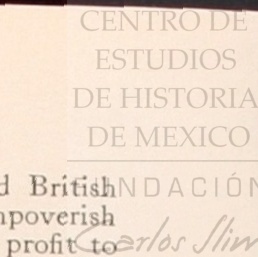 CENTRO DE
ESTUDIOS
DE HISTORIA
DE MEXICO
FUNDACIÓN
Carlos Slim
d British
npoverish
profit to